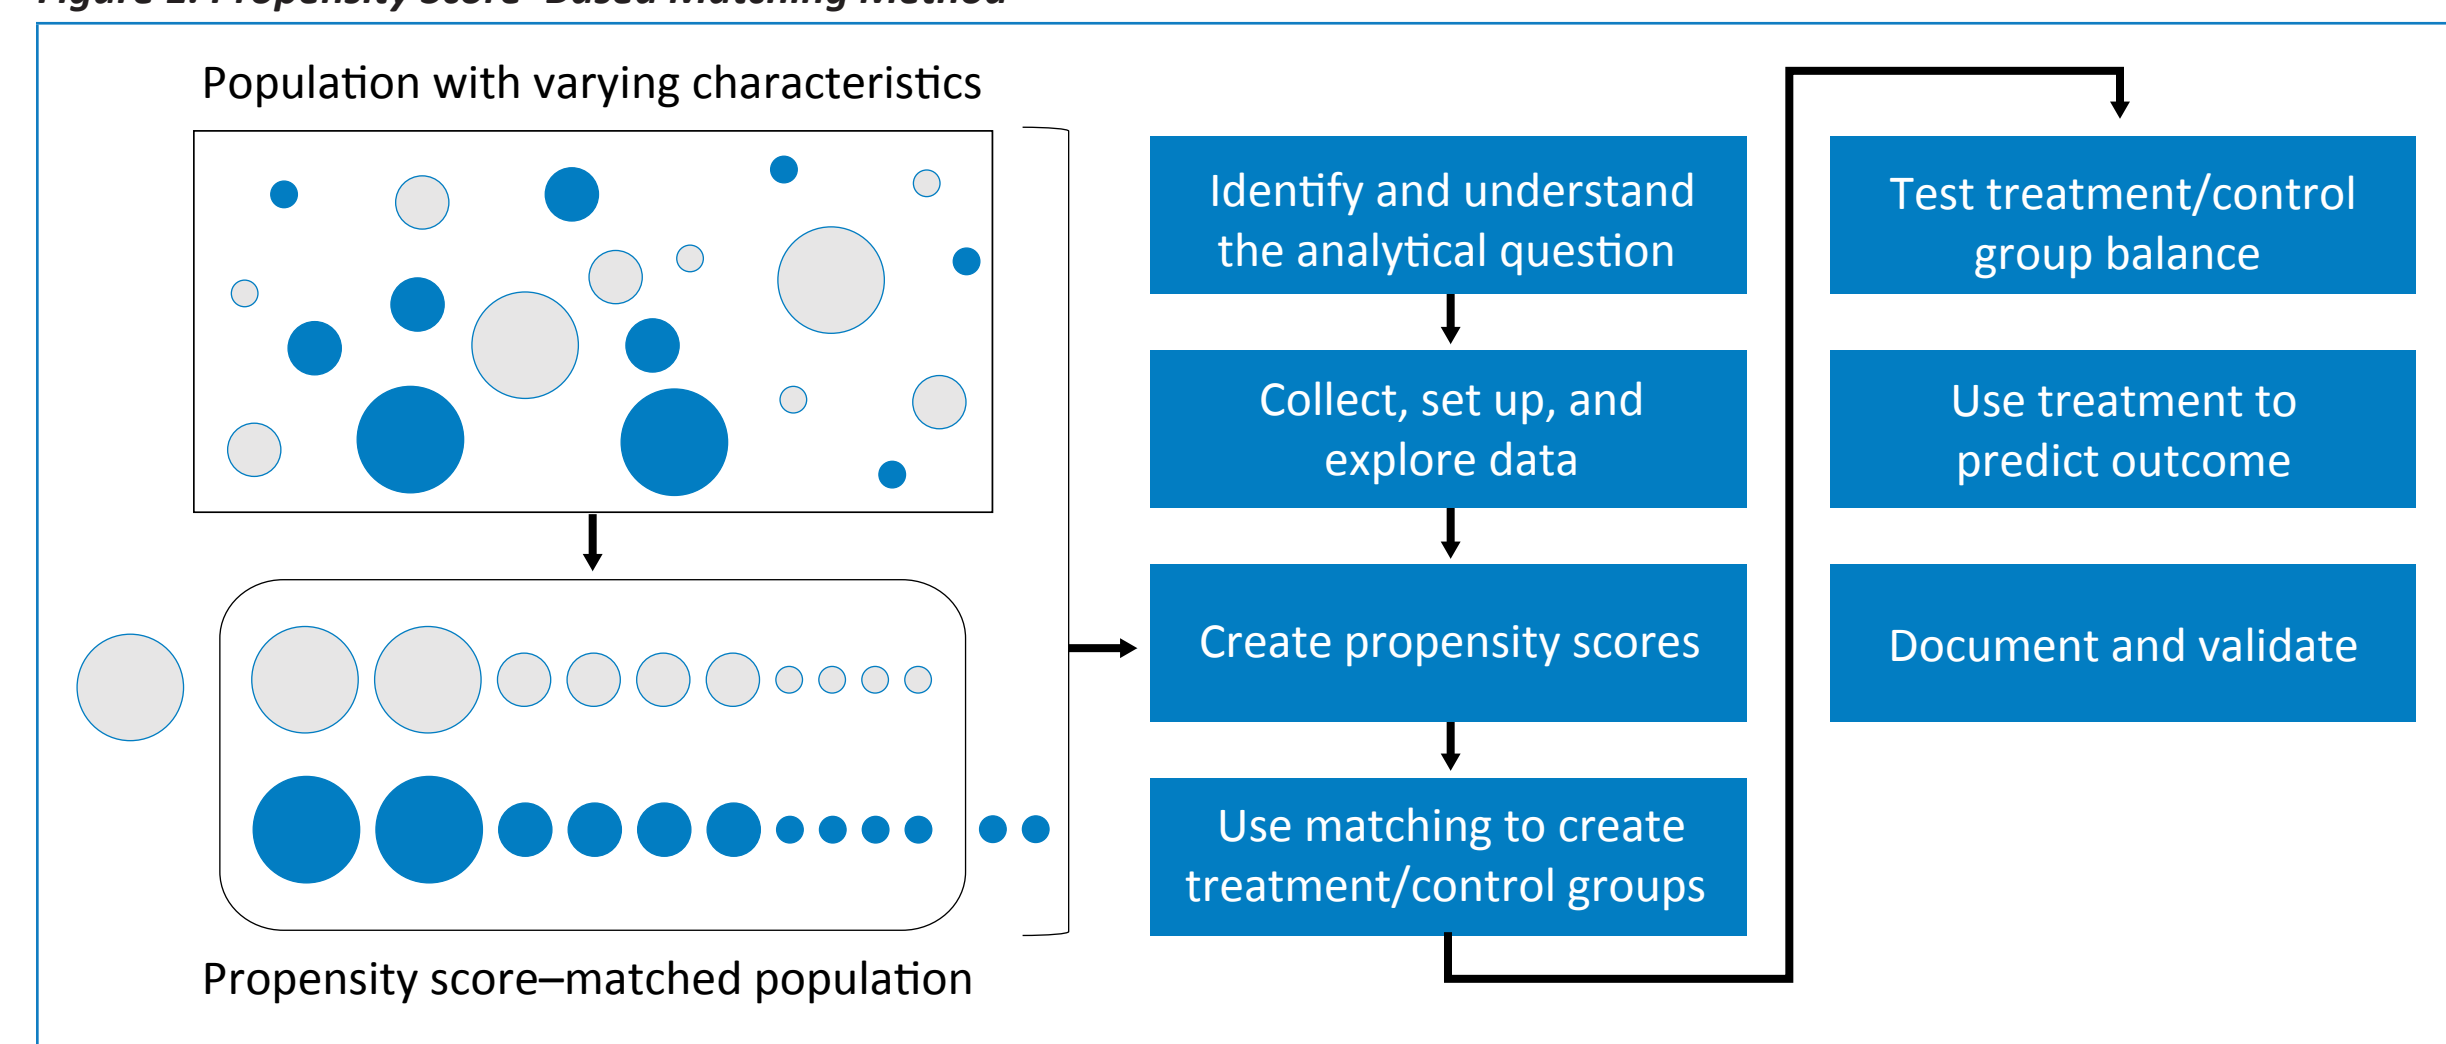 Population with varying characteristics
Identify and understand
the analytical question
Collect, set up, and
explore data
Create propensity scores
Use matching to create
treatment/control groups
Test treatment/control
group balance
Use treatment to
predict outcome
Document and validate
Propensity score–matched population